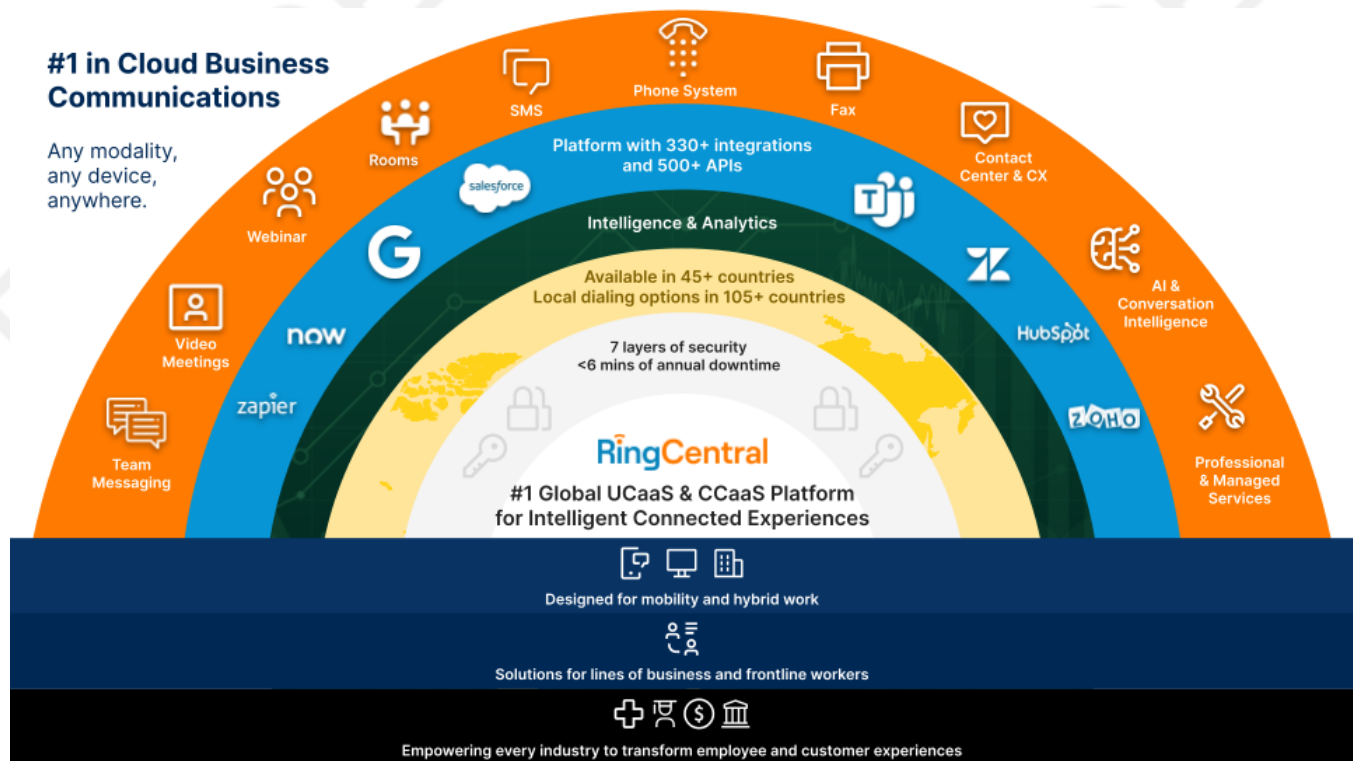 #1 in Cloud Business
Communications
Any modality,
any device,
anywhere.
Team
Messaging
Video
Meetings
Webinar
Rooms
SMS
Phone System
Fax
Contact
Center & CX
AI &
Conversation
Intelligence
Professional
& Managed
Services
Platform with 330+ integrations
and 500+ APIs
zapier
now
G
salesforce
T
HubSpot
ZOHO
Intelligence & Analytics
Available in 45+ countries
Local dialing options in 105+ countries
7 layers of security
<6 mins of annual downtime
RingCentral
#1 Global UCaaS & CCaaS Platform
for Intelligent Connected Experiences
Designed for mobility and hybrid work
Solutions for lines of business and frontline workers
Empowering every industry to transform employee and customer experiences